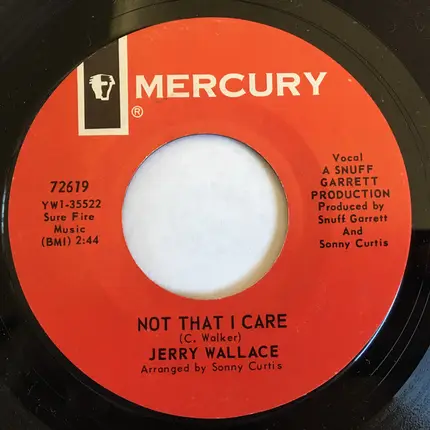 MERCURY
®
72619
YW1-35522
Sure Fire
Music
(BMI) 2:44
Vocal
A SNUFF
GARRETT
PRODUCTION
Produced by
Snuff Garrett
And
Sonny Curtis
NOT THAT I CARE
(C. Walker)
JERRY WALLACE
Arranged by Sonny Curtis